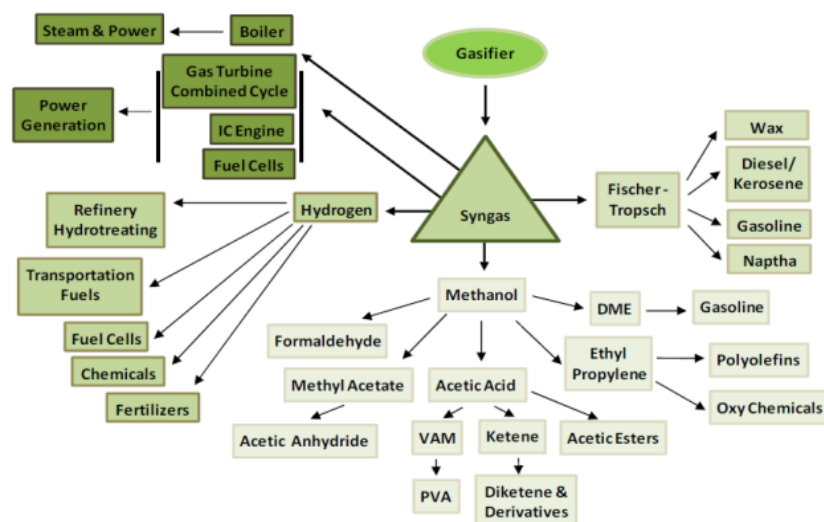 Steam & Power
Boiler
Gasifier
Gas Turbine
Combined Cycle
Power
Generation
IC Engine
Fuel Cells
Wax
Diesel/
Kerosene
Fischer-
Tropsch
Gasoline
Naptha
Syngas
Hydrogen
Refinery
Hydrotreating
Transportation
Fuels
Fuel Cells
Chemicals
Fertilizers
Methanol
DME
Gasoline
Formaldehyde
Ethyl
Propylene
Polyolefins
Methyl Acetate
Acetic Acid
Oxy Chemicals
Acetic Anhydride
VAM
Ketene
Acetic Esters
PVA
Diketene &
Derivatives